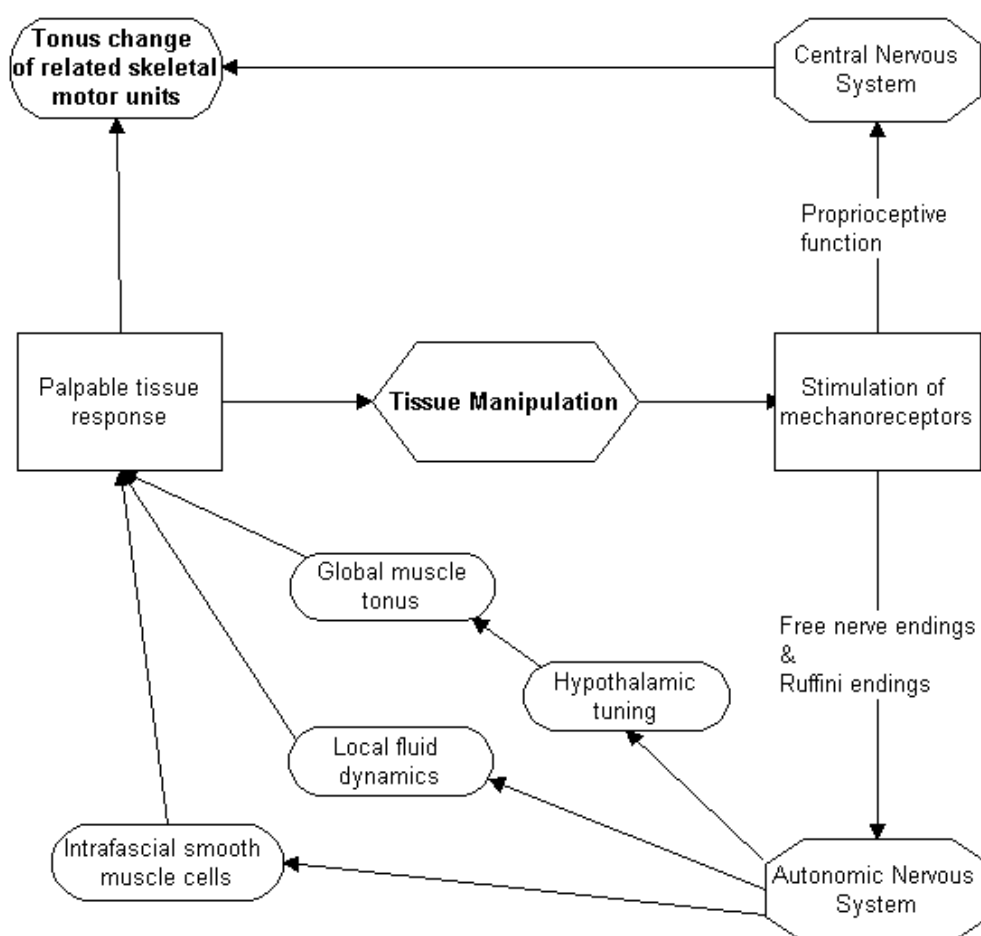 Tonus change
of related skeletal
motor units
Central Nervous
System
Proprioceptive
function
Palpable tissue
response
Tissue Manipulation
Stimulation of
mechanoreceptors
Global muscle
tonus
Free nerve endings
&
Ruffini endings
Hypothalamic
tuning
Local fluid
dynamics
Intrafascial smooth
muscle cells
Autonomic Nervous
System